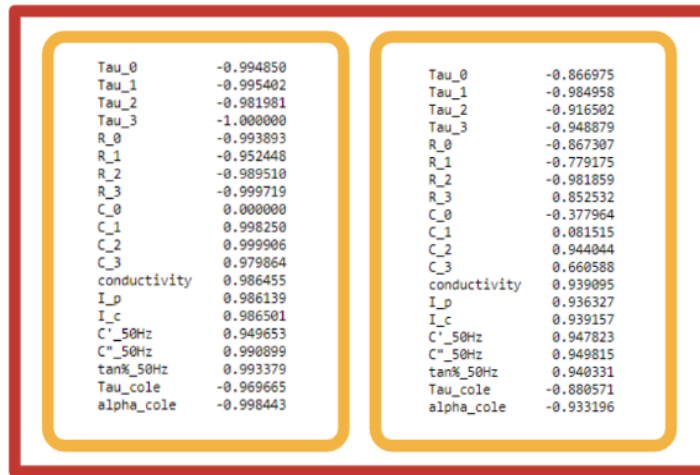 Tau_0 -0.994850
Tau_1 -0.995402
Tau_2 -0.981981
Tau_3 -1.000000
R_0 -0.993893
R_1 -0.952448
R_2 -0.989510
R_3 -0.999719
C_0 0.000000
C_1 0.998250
C_2 0.999906
C_3 0.979864
conductivity 0.986455
I_p 0.986139
I_c 0.986501
C'_50Hz 0.949653
C"_50Hz 0.990899
tan%_50Hz 0.993379
Tau_cole -0.969665
alpha_cole -0.998443
Tau_0 -0.866975
Tau_1 -0.984958
Tau_2 -0.916502
Tau_3 -0.948879
R_0 -0.867307
R_1 -0.779175
R_2 -0.981859
R_3 0.852532
C_0 -0.377964
C_1 0.081515
C_2 0.944044
C_3 0.660588
conductivity 0.939095
I_p 0.936327
I_c 0.939157
C'_50Hz 0.947823
C"_50Hz 0.949815
tan%_50Hz 0.940331
Tau_cole -0.880571
alpha_cole -0.933196